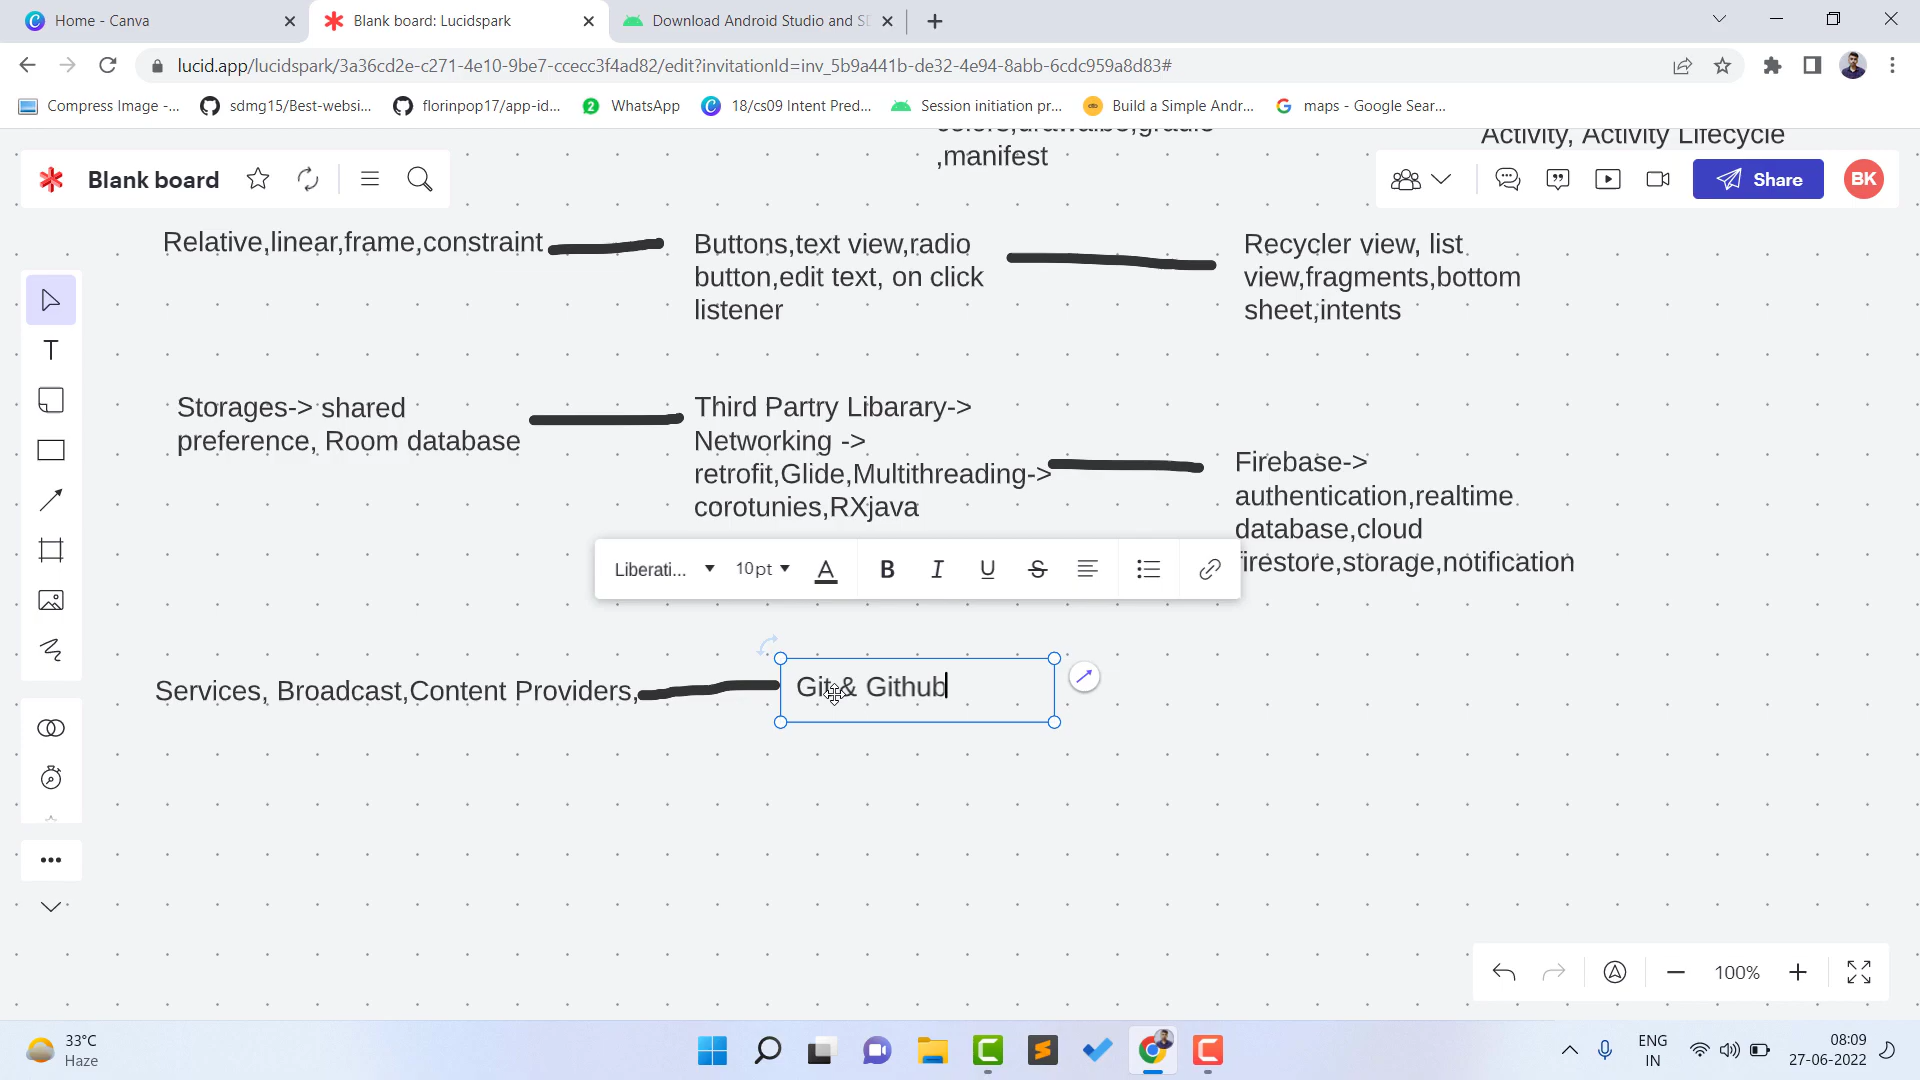 Home - Canva
Blank board: Lucidspark
Download Android Studio and S
lucid.app/lucidspark/3a36cd2e-c271-4e10-9be7-ccecc3f4ad82/edit?invitationId=inv_5b9a441b-de32-4e94-8abb-6cdc959a8d83#
Compress Image -...
sdmg15/Best-websi...
florinpop17/app-id...
WhatsApp
18/cs09 Intent Pred...
Session initiation pr...
Build a Simple Andr...
maps - Google Sear...
colors,drawalbe,gradie
,manifest
Activity, Activity Lifecycle
Blank board
Share
BK
Relative,linear,frame,constraint
Buttons,text view,radio
button,edit text, on click
listener
Recycler view, list
view,fragments,bottom
sheet,intents
T
Storages-> shared
preference, Room database
Third Partry Libarary->
Networking ->
retrofit,Glide,Multithreading->
corotunies,RXjava
Firebase->
authentication,realtime
database,cloud
firestore,storage,notification
Liberati...
10pt
A
B
I
U
S
Services, Broadcast,Content Providers,
Git & Github
100%
33°C
Haze
ENG
IN
08:09
27-06-2022